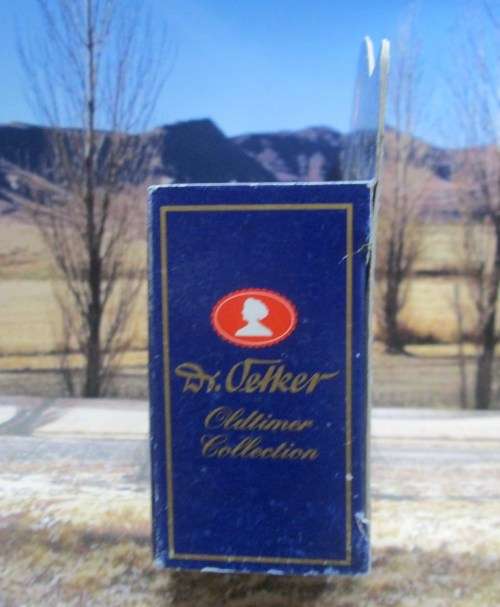 Dr. Oetker
Oldtimer
Collection